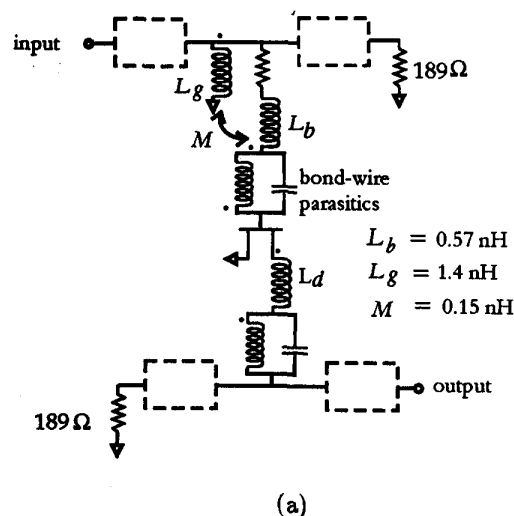 input
189Ω
Lg
M
Lb
bond-wire
parasitics
Lb = 0.57 nH
Lg = 1.4 nH
M = 0.15 nH
Ld
189Ω
output
(a)